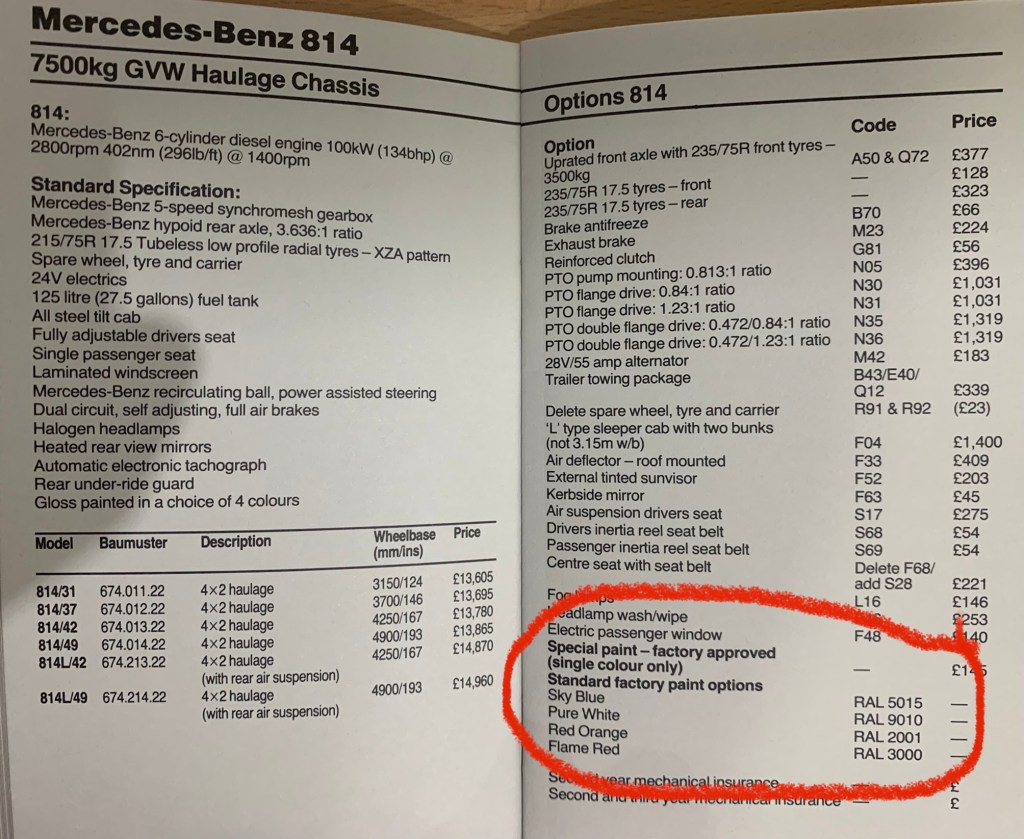 Mercedes-Benz 814
7500kg GVW Haulage Chassis
814:
Mercedes-Benz 6-cylinder diesel engine 100kW (134bhp) @
2800rpm 402nm (296lb/ft) @ 1400rpm
Standard Specification:
Mercedes-Benz 5-speed synchromesh gearbox
Mercedes-Benz hypoid rear axle, 3.636:1 ratio
215/75R 17.5 Tubeless low profile radial tyres – XZA pattern
Spare wheel, tyre and carrier
24V electrics
125 litre (27.5 gallons) fuel tank
All steel tilt cab
Fully adjustable drivers seat
Single passenger seat
Laminated windscreen
Mercedes-Benz recirculating ball, power assisted steering
Dual circuit, self adjusting, full air brakes
Halogen headlamps
Heated rear view mirrors
Automatic electronic tachograph
Rear under-ride guard
Gloss painted in a choice of 4 colours
Model Baumuster Description Wheelbase (mm/ins) Price
814/31 674.011.22 4×2 haulage 3150/124 £13,605
814/37 674.012.22 4×2 haulage 3700/146 £13,695
814/42 674.013.22 4×2 haulage 4250/167 £13,780
814/49 674.014.22 4×2 haulage 4900/193 £13,865
814L/42 674.213.22 4×2 haulage 4250/167 £14,870
(with rear air suspension)
814L/49 674.214.22 4×2 haulage 4900/193 £14,960
(with rear air suspension)
Options 814
Option Code Price
Uprated front axle with 235/75R front tyres –
3500kg A50 & Q72 £377
235/75R 17.5 tyres – front — £128
235/75R 17.5 tyres – rear — £323
Brake antifreeze B70 £66
Exhaust brake M23 £224
Reinforced clutch G81 £56
PTO pump mounting: 0.813:1 ratio N05 £396
PTO flange drive: 0.84:1 ratio N30 £1,031
PTO flange drive: 1.23:1 ratio N31 £1,031
PTO double flange drive: 0.472/0.84:1 ratio N35 £1,319
PTO double flange drive: 0.472/1.23:1 ratio N36 £1,319
28V/55 amp alternator M42 £183
Trailer towing package B43/E40/
Q12 £339
Delete spare wheel, tyre and carrier R91 & R92 (£23)
'L' type sleeper cab with two bunks
(not 3.15m w/b) F04 £1,400
Air deflector – roof mounted F33 £409
External tinted sunvisor F52 £203
Kerbside mirror F63 £45
Air suspension drivers seat S17 £275
Drivers inertia reel seat belt S68 £54
Passenger inertia reel seat belt S69 £54
Centre seat with seat belt Delete F68/
add S28 £221
L16 £146
Headlamp wash/wipe £253
Electric passenger window F48 £140
Special paint – factory approved
(single colour only) — £145
Standard factory paint options
Sky Blue RAL 5015 —
Pure White RAL 9010 —
Red Orange RAL 2001 —
Flame Red RAL 3000 —
Second year mechanical insurance £
Second and third year mechanical insurance — £